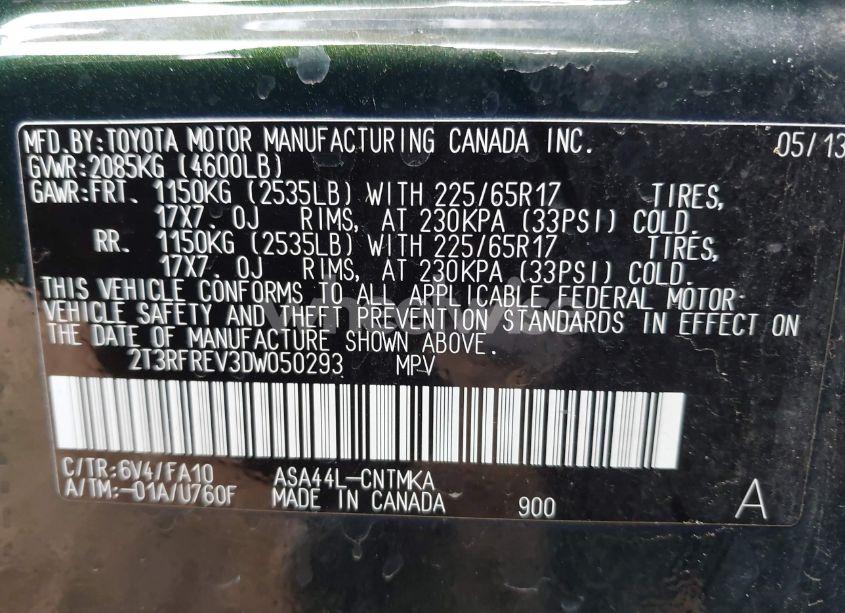 MFD.BY:TOYOTA MOTOR MANUFACTURING CANADA INC. 05/13
GVWR:2085KG (4600LB)
GAWR:FRT. 1150KG (2535LB) WITH 225/65R17 TIRES,
17X7.0J RIMS, AT 230KPA (33PSI) COLD.
RR. 1150KG (2535LB) WITH 225/65R17 TIRES,
17X7.0J RIMS, AT 230KPA (33PSI) COLD.
THIS VEHICLE CONFORMS TO ALL APPLICABLE FEDERAL MOTOR
VEHICLE SAFETY AND THEFT PREVENTION STANDARDS IN EFFECT ON
THE DATE OF MANUFACTURE SHOWN ABOVE.
2T3RFREV3DW050293 MPV
C/TR:6V4/FA10 ASA44L-CNTMKA
A/TM:-01A/U760F MADE IN CANADA 900 A